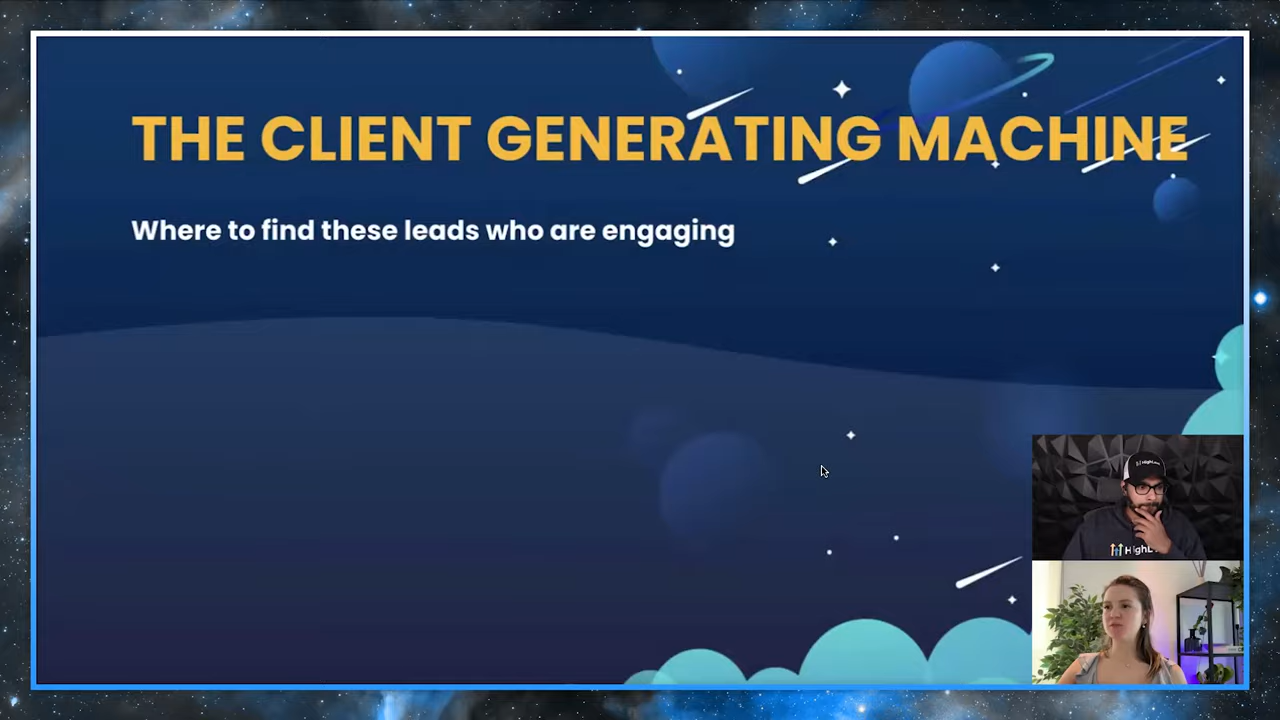 THE CLIENT GENERATING MACHINE
Where to find these leads who are engaging